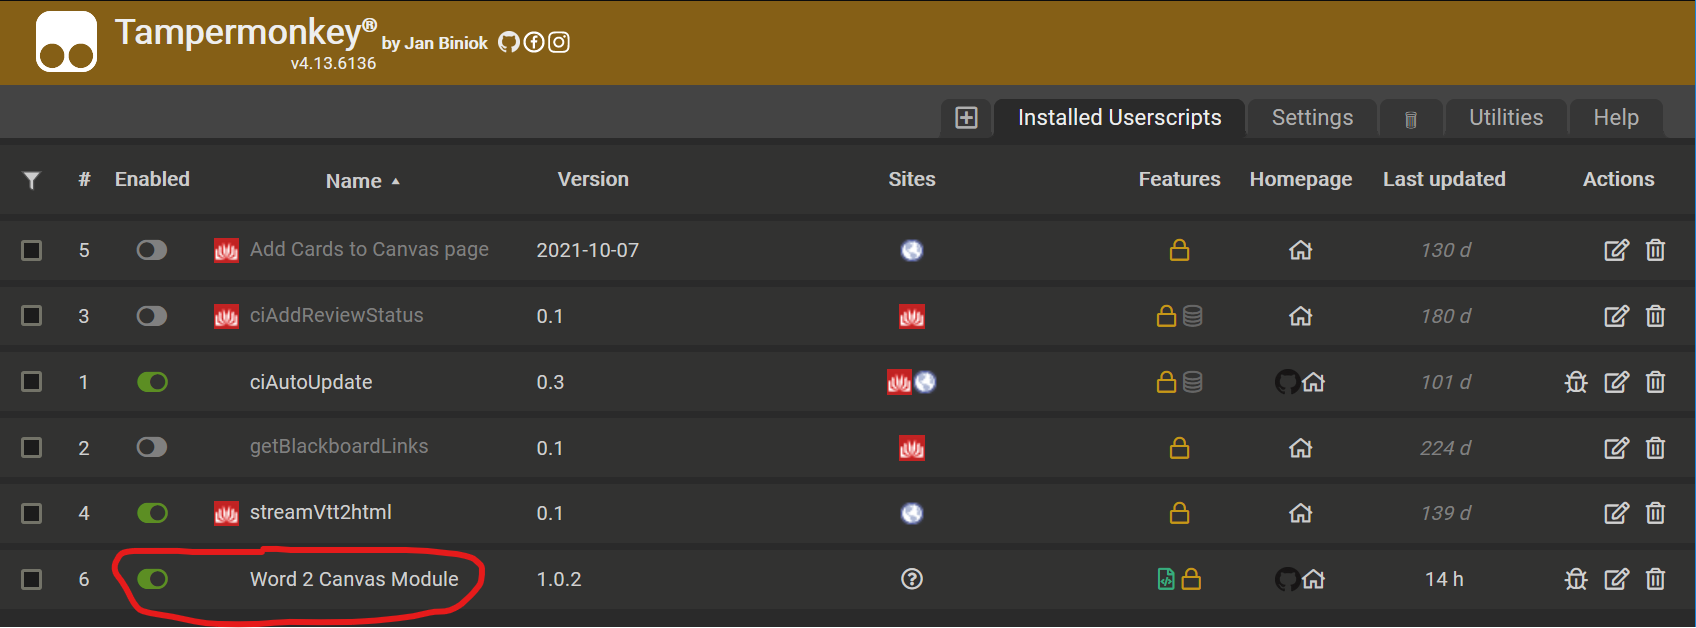 Tampermonkey® by Jan Biniok
v4.13.6136
Installed Userscripts Settings Utilities Help
# Enabled Name Version Sites Features Homepage Last updated Actions
5 Add Cards to Canvas page 2021-10-07 130 d
3 ciAddReviewStatus 0.1 180 d
1 ciAutoUpdate 0.3 101 d
2 getBlackboardLinks 0.1 224 d
4 streamVtt2html 0.1 139 d
6 Word 2 Canvas Module 1.0.2 14 h